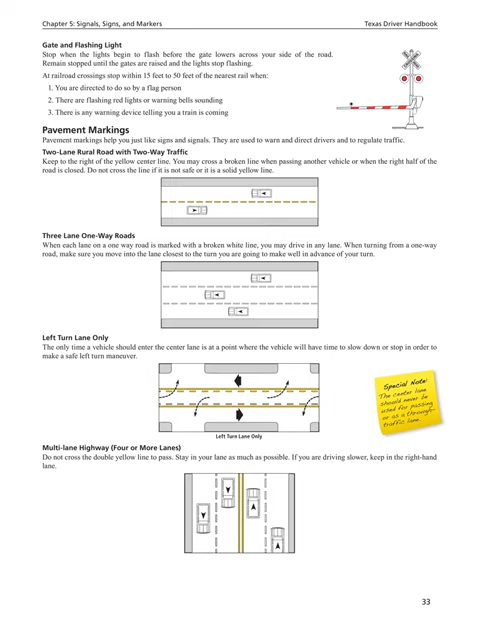 Chapter 5: Signals, Signs, and Markers
Texas Driver Handbook
Gate and Flashing Light
Stop when the lights begin to flash before the gate lowers across your side of the road.
Remain stopped until the gates are raised and the lights stop flashing.
At railroad crossings stop within 15 feet to 50 feet of the nearest rail when:
1. You are directed to do so by a flag person
2. There are flashing red lights or warning bells sounding
3. There is any warning device telling you a train is coming
Pavement Markings
Pavement markings help you just like signs and signals. They are used to warn and direct drivers and to regulate traffic.
Two-Lane Rural Road with Two-Way Traffic
Keep to the right of the yellow center line. You may cross a broken line when passing another vehicle or when the right half of the
road is closed. Do not cross the line if it is not safe or it is a solid yellow line.
Three Lane One-Way Roads
When each lane on a one way road is marked with a broken white line, you may drive in any lane. When turning from a one-way
road, make sure you move into the lane closest to the turn you are going to make well in advance of your turn.
Left Turn Lane Only
The only time a vehicle should enter the center lane is at a point where the vehicle will have time to slow down or stop in order to
make a safe left turn maneuver.
Special Note:
The center lane
should never be
used for passing
or as a through-
traffic lane.
Left Turn Lane Only
Multi-lane Highway (Four or More Lanes)
Do not cross the double yellow line to pass. Stay in your lane as much as possible. If you are driving slower, keep in the right-hand
lane.
33